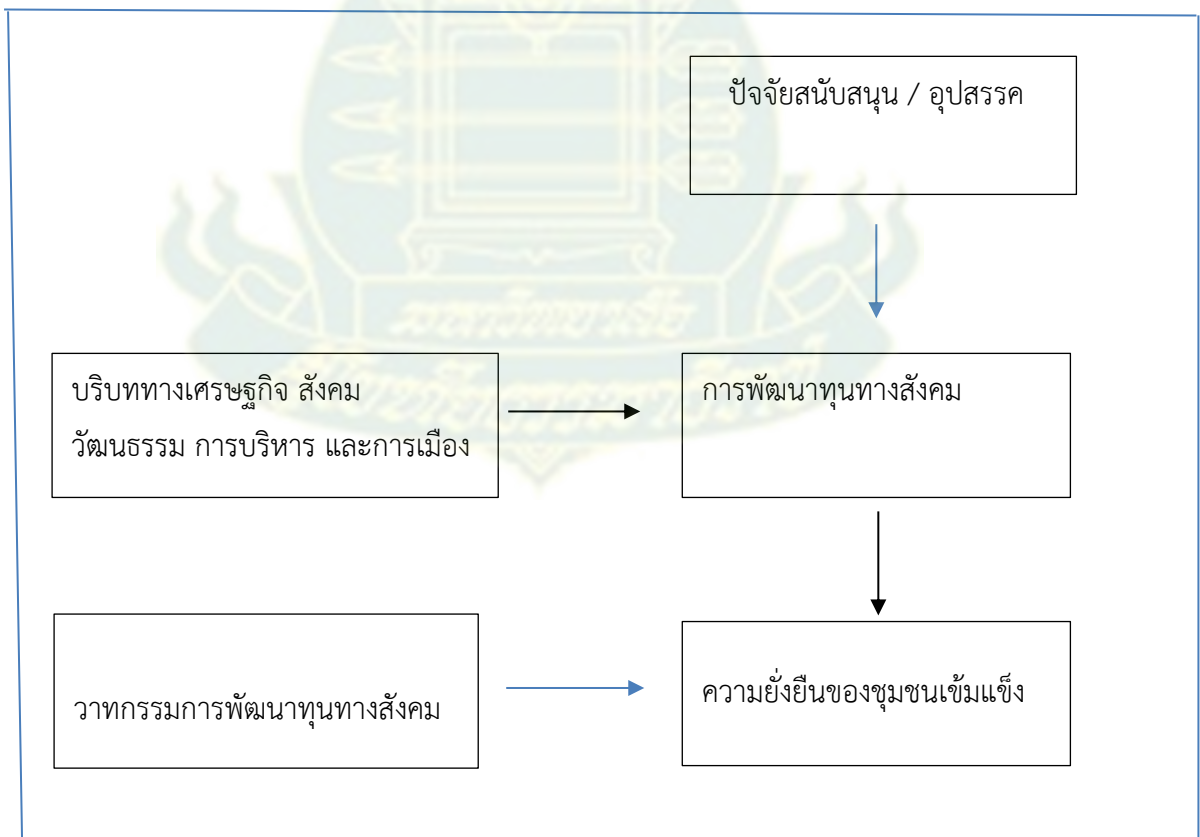 ปัจจัยสนับสนุน / อุปสรรค
บริบททางเศรษฐกิจ สังคม
วัฒนธรรม การบริหาร และการเมือง
การพัฒนาทุนทางสังคม
วาทกรรมการพัฒนาทุนทางสังคม
ความยั่งยืนของชุมชนเข้มแข็ง